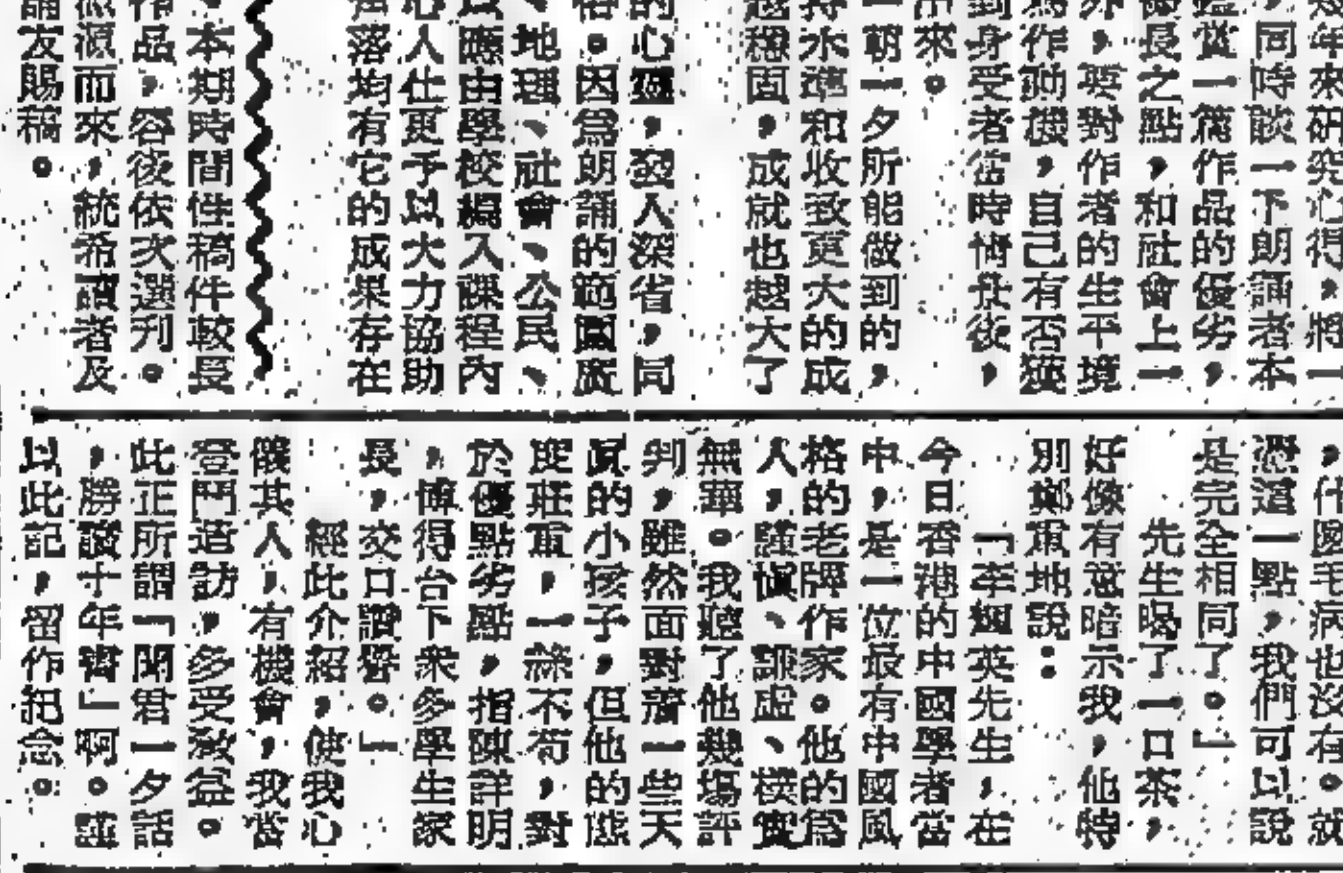 幾年來研究心得，將一
，同時談一下朗誦者本
鑑賞一篇作品的優劣，
長之點，和社會上一
外，要對作者的生平境
寫作動機，自己有否獲
到身受者當時情景後，
出來。
一朝一夕所能做到的，
持水準和收致更大的成
越穩固，成就也越大了
的心靈，發人深省，同
俗。因為朗誦的範圍廣
、地理、社會、公民、
以應由學校編入課程內
心人仕更予以大力協助
角落均有它的成果存在
、本期時間性稿件較長
作品，容後依次選刊。
源而來，統希讀者及
誦友賜稿。
，什麼毛病也沒有。就
憑這一點，我們可以說
是完全相同了。」
先生喝了一口茶，
好像有意暗示我，他特
別鄭重地說：
「李英先生，在
今日香港的中國學者當
中，是一位最有中國風
格的老牌作家。他的為
人，謹慎、謙虛、樸實
無華。我聽了他幾場評
判，雖然面對着一些天
真的小孩子，但他的態
度莊重，一絲不苟，對
於優點劣點，指陳詳明
，博得台下衆多學生家
長，交口讚譽。」
經此介紹，使我心
儀其人，有機會，我當
登門造訪，多受教益。
此正所謂「聞君一夕話
，勝讀十年書」啊。謹
以此記，留作紀念。